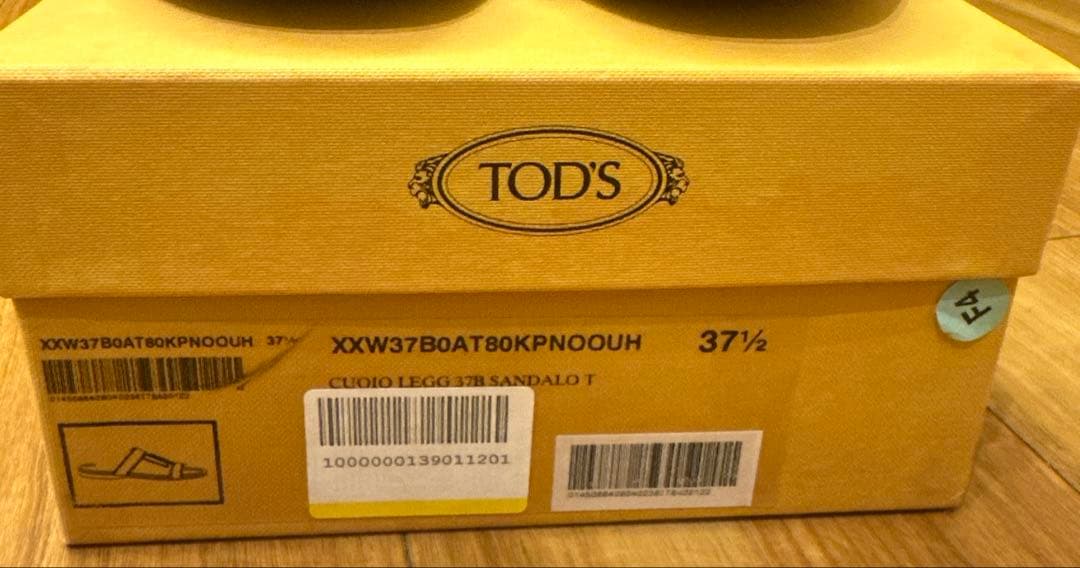 TOD'S
XXW37B0AT80KPNOOUH 37½
XXW37B0AT80KPNOOUH 37½
CUOIO LEGG 37B SANDALO T
1000000139011201
F4